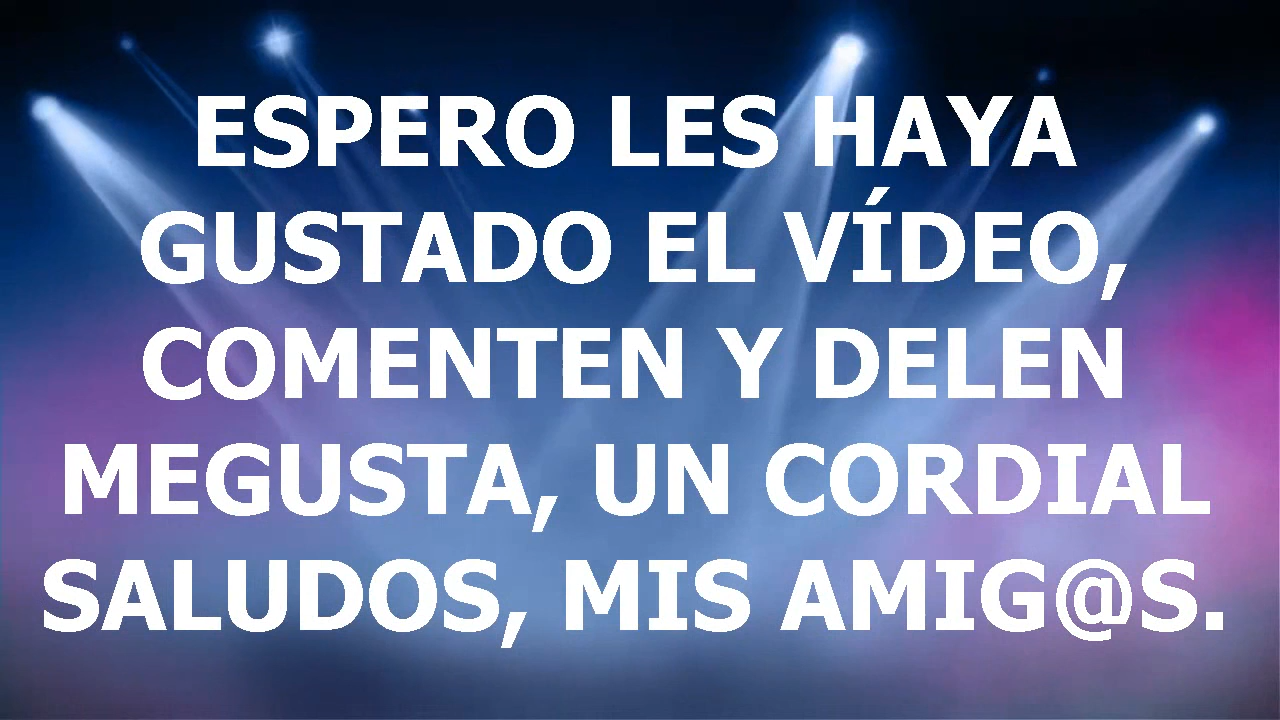 ESPERO LES HAYA
GUSTADO EL VÍDEO,
COMENTEN Y DELEN
MEGUSTA, UN CORDIAL
SALUDOS, MIS AMIG@S.